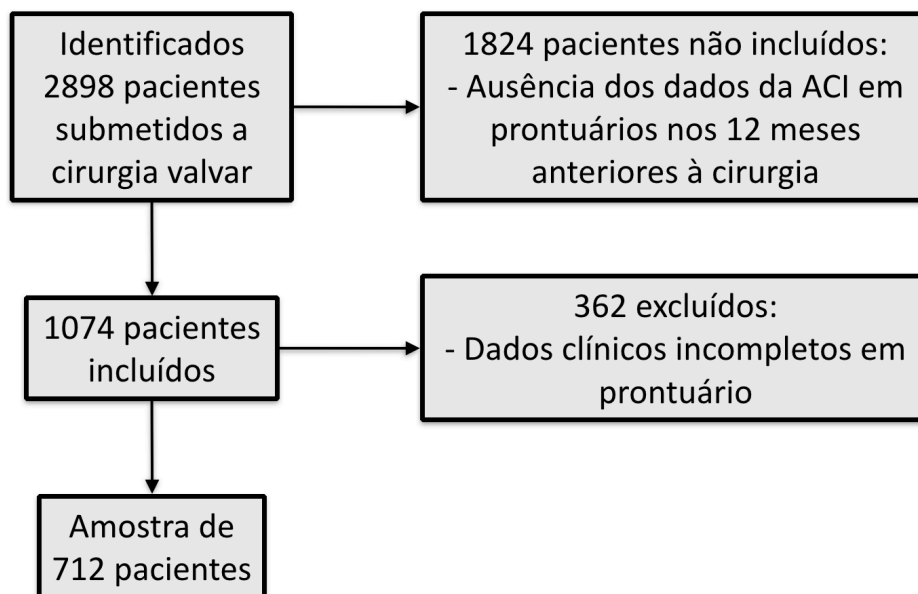 Identificados
2898 pacientes
submetidos a
cirurgia valvar
1824 pacientes não incluídos:
- Ausência dos dados da ACI em
prontuários nos 12 meses
anteriores à cirurgia
1074 pacientes
incluídos
362 excluídos:
- Dados clínicos incompletos em
prontuário
Amostra de
712 pacientes